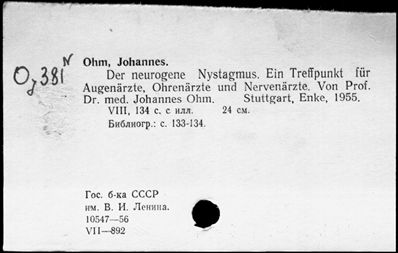 O₂381 N
Ohm, Johannes.
Der neurogene Nystagmus. Ein Treffpunkt für
Augenärzte, Ohrenärzte und Nervenärzte. Von Prof.
Dr. med. Johannes Ohm. Stuttgart, Enke, 1955.
VIII, 134 с. с илл. 24 см.
Библиогр.: с. 133-134.
Гос. б-ка СССР
им. В. И. Ленина.
10547—56
VII—892